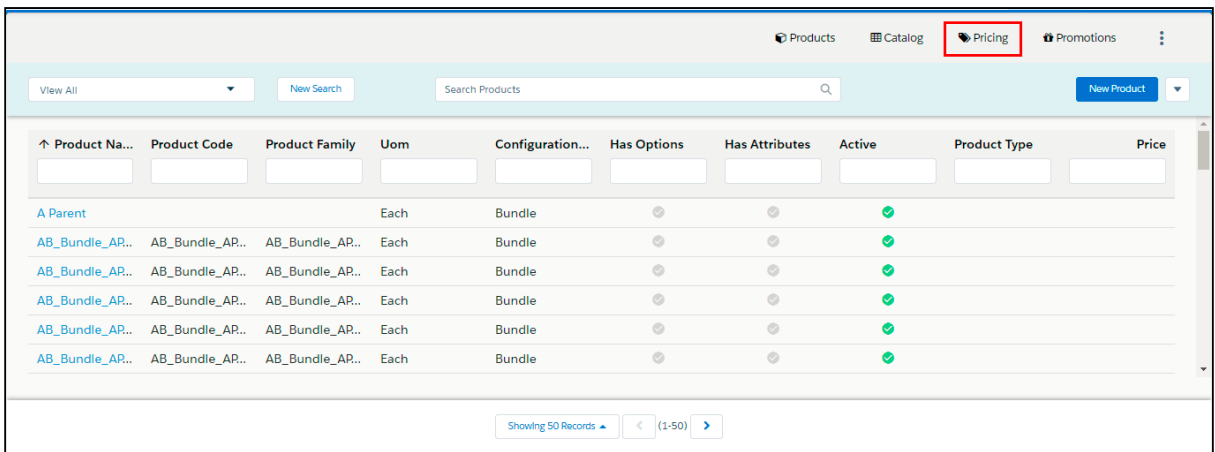 Products Catalog Pricing Promotions
View All New Search Search Products New Product
Product Na... Product Code Product Family Uom Configuration... Has Options Has Attributes Active Product Type Price
A Parent Each Bundle
AB_Bundle_AP... AB_Bundle_AP... AB_Bundle_AP... Each Bundle
AB_Bundle_AP... AB_Bundle_AP... AB_Bundle_AP... Each Bundle
AB_Bundle_AP... AB_Bundle_AP... AB_Bundle_AP... Each Bundle
AB_Bundle_AP... AB_Bundle_AP... AB_Bundle_AP... Each Bundle
AB_Bundle_AP... AB_Bundle_AP... AB_Bundle_AP... Each Bundle
Showing 50 Records (1-50)